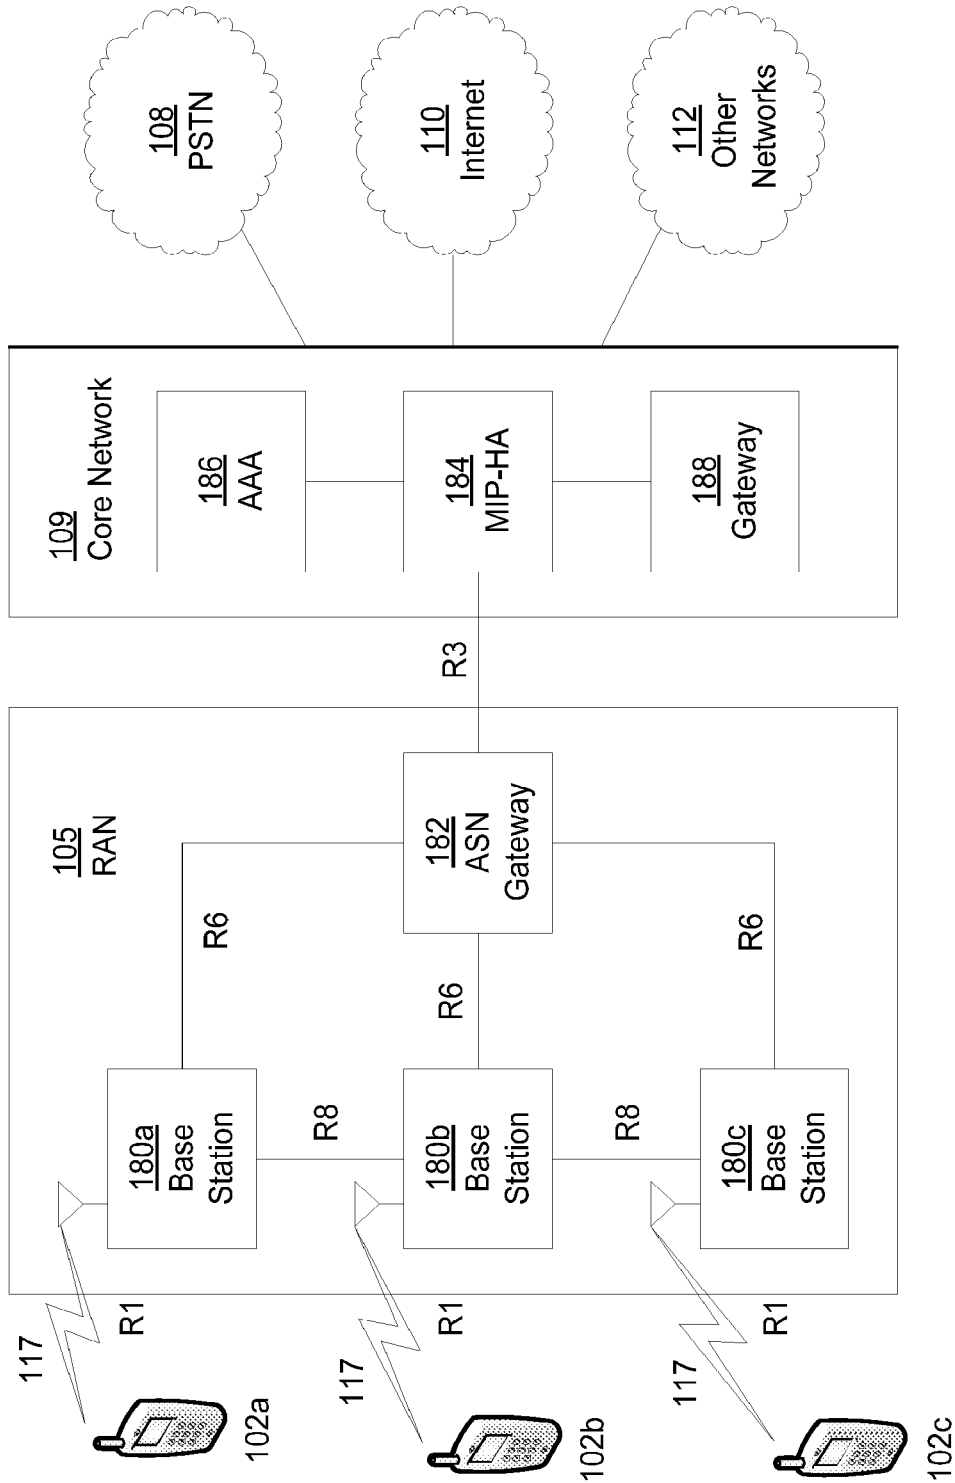 108
PSTN
110
Internet
112
Other
Networks
109
Core Network
186
AAA
184
MIP-HA
188
Gateway
R3
105
RAN
182
ASN
Gateway
R6
R6
R6
180a
Base
Station
R8
180b
Base
Station
R8
180c
Base
Station
117
R1
117
R1
117
R1
102a
102b
102c